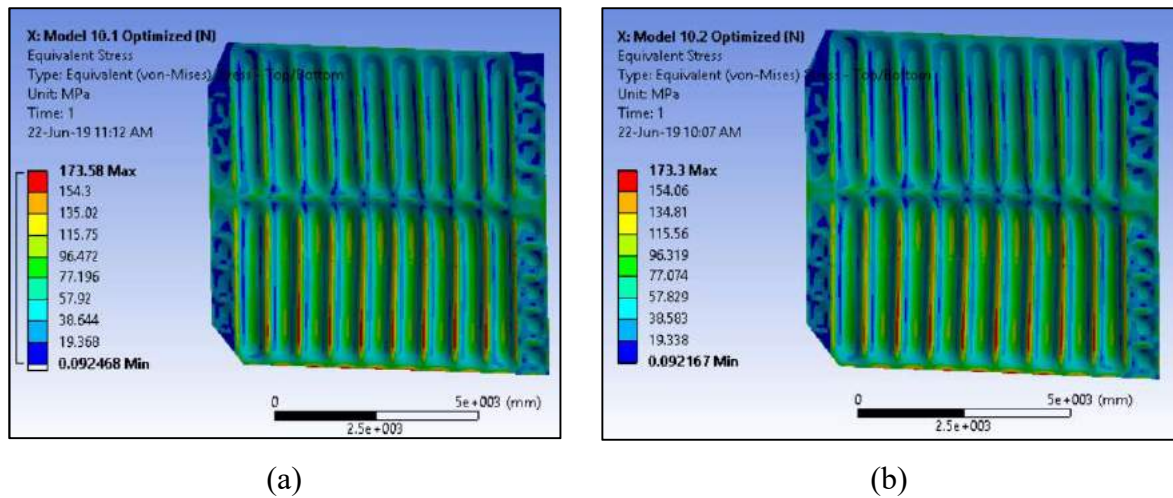 X: Model 10.1 Optimized (N)
Equivalent Stress
Type: Equivalent (von-Mises) Stress - Top/Bottom
Unit: MPa
Time: 1
22-Jun-19 11:12 AM
173.58 Max
154.3
135.02
115.75
96.472
77.196
57.92
38.644
19.368
0.092468 Min
0 5e+003 (mm)
2.5e+003
(a)
X: Model 10.2 Optimized (N)
Equivalent Stress
Type: Equivalent (von-Mises) Stress - Top/Bottom
Unit: MPa
Time: 1
22-Jun-19 10:07 AM
173.3 Max
154.06
134.81
115.56
96.319
77.074
57.829
38.583
19.338
0.092167 Min
0 5e+003 (mm)
2.5e+003
(b)